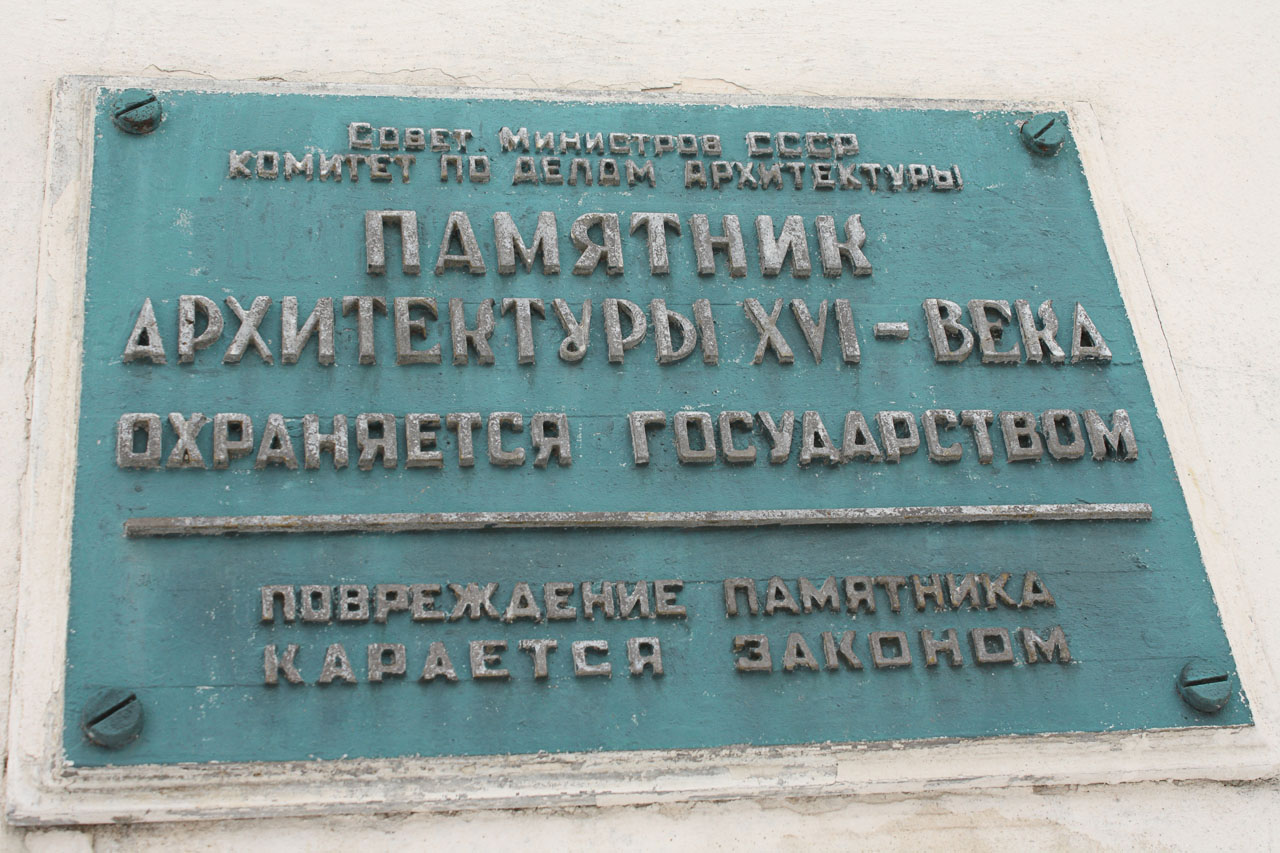 Совет Министров СССР
КОМИТЕТ ПО ДЕЛАМ АРХИТЕКТУРЫ
ПАМЯТНИК
АРХИТЕКТУРЫ XVI - ВЕКА
ОХРАНЯЕТСЯ ГОСУДАРСТВОМ
ПОВРЕЖДЕНИЕ ПАМЯТНИКА
КАРАЕТСЯ ЗАКОНОМ